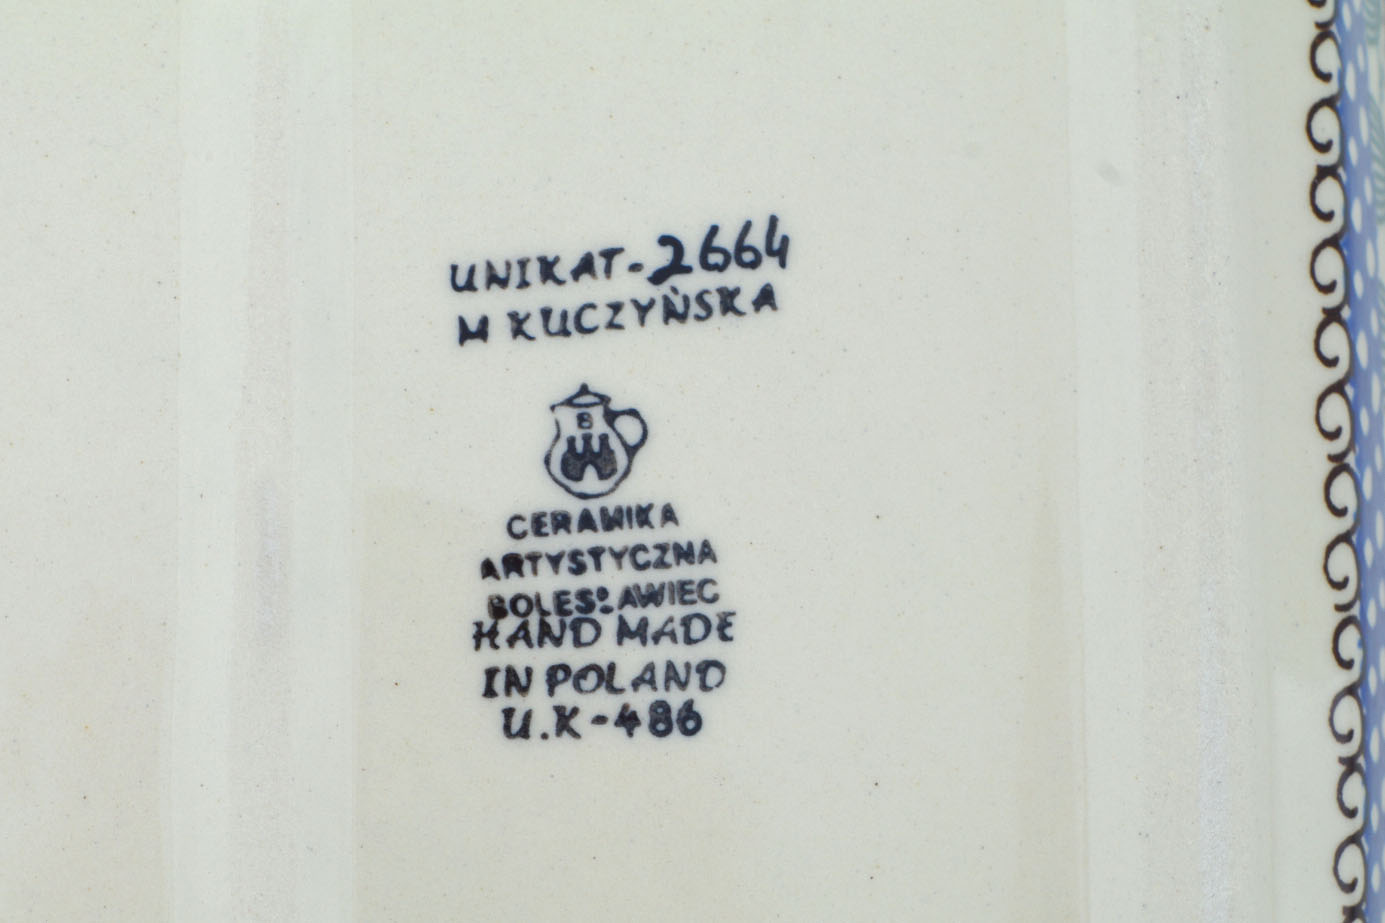 UNIKAT-2664
M KUCZYŃSKA
B
CERAMIKA
ARTYSTYCZNA
BOLESŁAWIEC
HAND MADE
IN POLAND
U.K-486